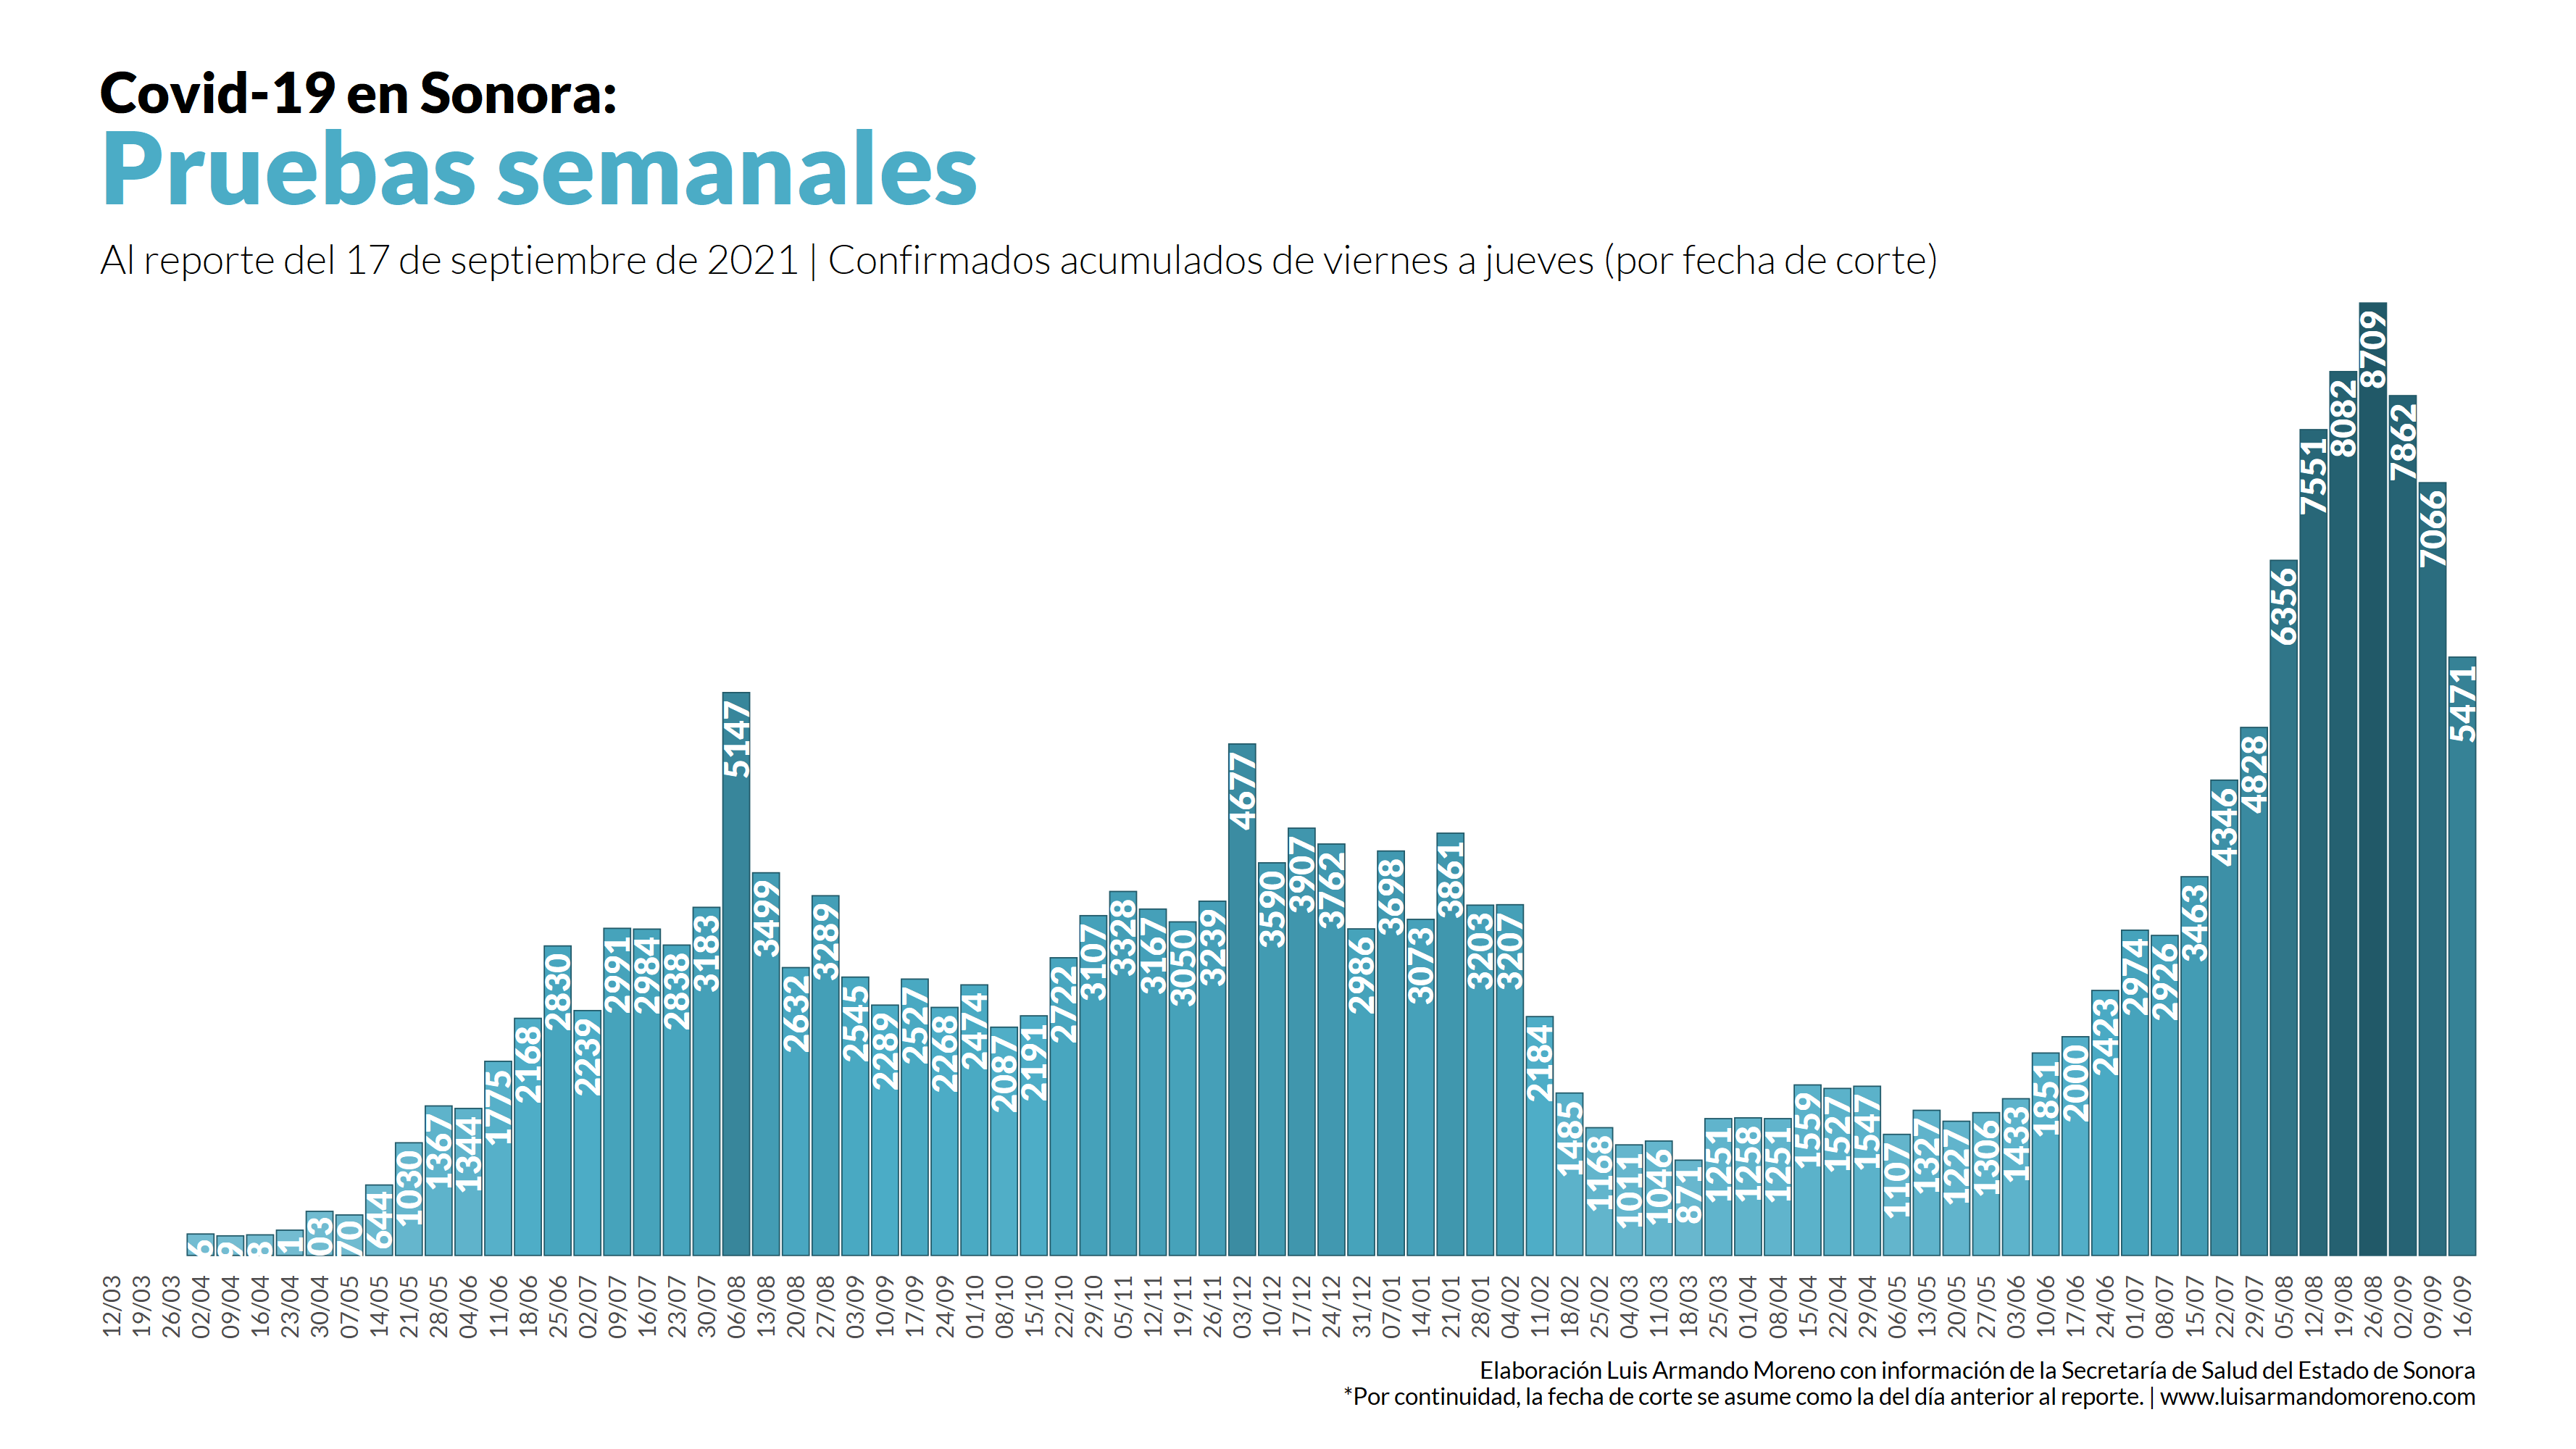 Covid-19 en Sonora:
Pruebas semanales
Al reporte del 17 de septiembre de 2021 | Confirmados acumulados de viernes a jueves (por fecha de corte)
6 9 8 1 03 70 644 1030 1367 1344 1775 2168 2830 2239 2991 2984 2838 3183 5147 3499 2632 3289 2545 2289 2527 2268 2474 2087 2191 2722 3107 3328 3167 3050 3239 4677 3590 3907 3762 2986 3698 3073 3861 3203 3207 2184 1485 1168 1011 1046 871 1251 1258 1251 1559 1527 1547 1107 1327 1227 1306 1433 1851 2000 2423 2974 2926 3463 4346 4828 6356 7551 8082 8709 7862 7066 5471
12/03 19/03 26/03 02/04 09/04 16/04 23/04 30/04 07/05 14/05 21/05 28/05 04/06 11/06 18/06 25/06 02/07 09/07 16/07 23/07 30/07 06/08 13/08 20/08 27/08 03/09 10/09 17/09 24/09 01/10 08/10 15/10 22/10 29/10 05/11 12/11 19/11 26/11 03/12 10/12 17/12 24/12 31/12 07/01 14/01 21/01 28/01 04/02 11/02 18/02 25/02 04/03 11/03 18/03 25/03 01/04 08/04 15/04 22/04 29/04 06/05 13/05 20/05 27/05 03/06 10/06 17/06 24/06 01/07 08/07 15/07 22/07 29/07 05/08 12/08 19/08 26/08 02/09 09/09 16/09
Elaboración Luis Armando Moreno con información de la Secretaría de Salud del Estado de Sonora
*Por continuidad, la fecha de corte se asume como la del día anterior al reporte. | www.luisarmandomoreno.com